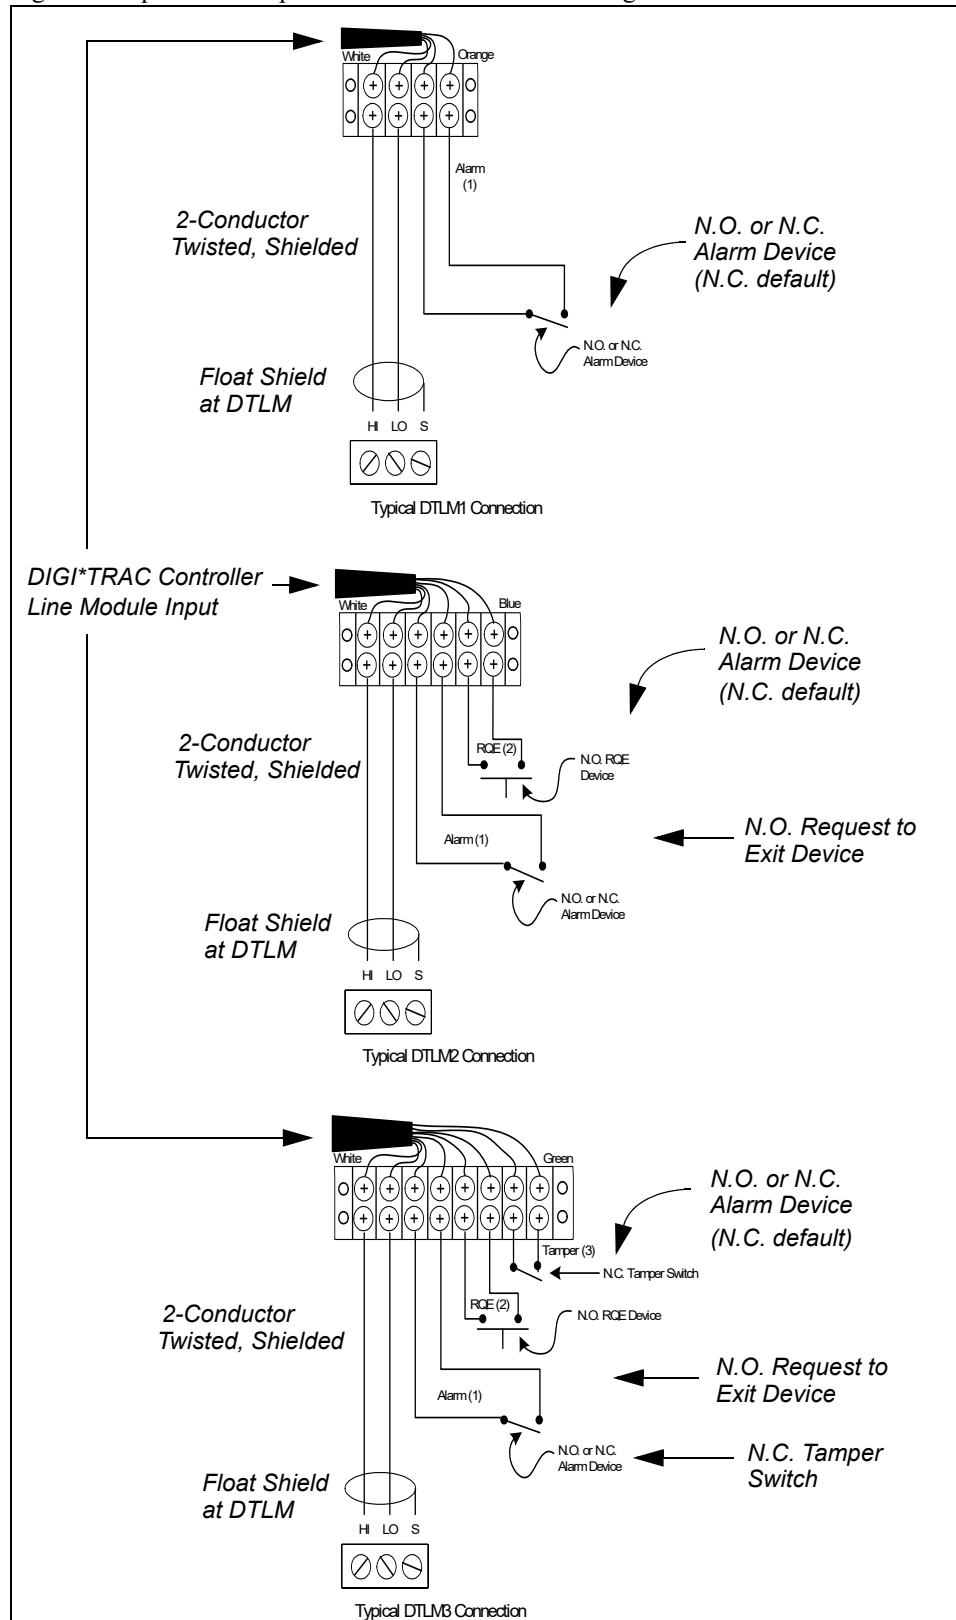 White
Orange
Alarm
(1)
2-Conductor
Twisted, Shielded
N.O. or N.C.
Alarm Device
(N.C. default)
N.O. or N.C.
Alarm Device
Float Shield
at DTLM
HI LO S
Typical DTLM1 Connection
DIGI*TRAC Controller
Line Module Input
White
Blue
N.O. or N.C.
Alarm Device
(N.C. default)
2-Conductor
Twisted, Shielded
RQE (2)
N.O. RQE
Device
N.O. Request to
Exit Device
Alarm (1)
N.O. or N.C.
Alarm Device
Float Shield
at DTLM
HI LO S
Typical DTLM2 Connection
White
Green
N.O. or N.C.
Alarm Device
(N.C. default)
Tamper (3)
N.C. Tamper Switch
2-Conductor
Twisted, Shielded
RQE (2)
N.O. RQE Device
N.O. Request to
Exit Device
Alarm (1)
N.O. or N.C.
Alarm Device
N.C. Tamper
Switch
Float Shield
at DTLM
HI LO S
Typical DTLM3 Connection